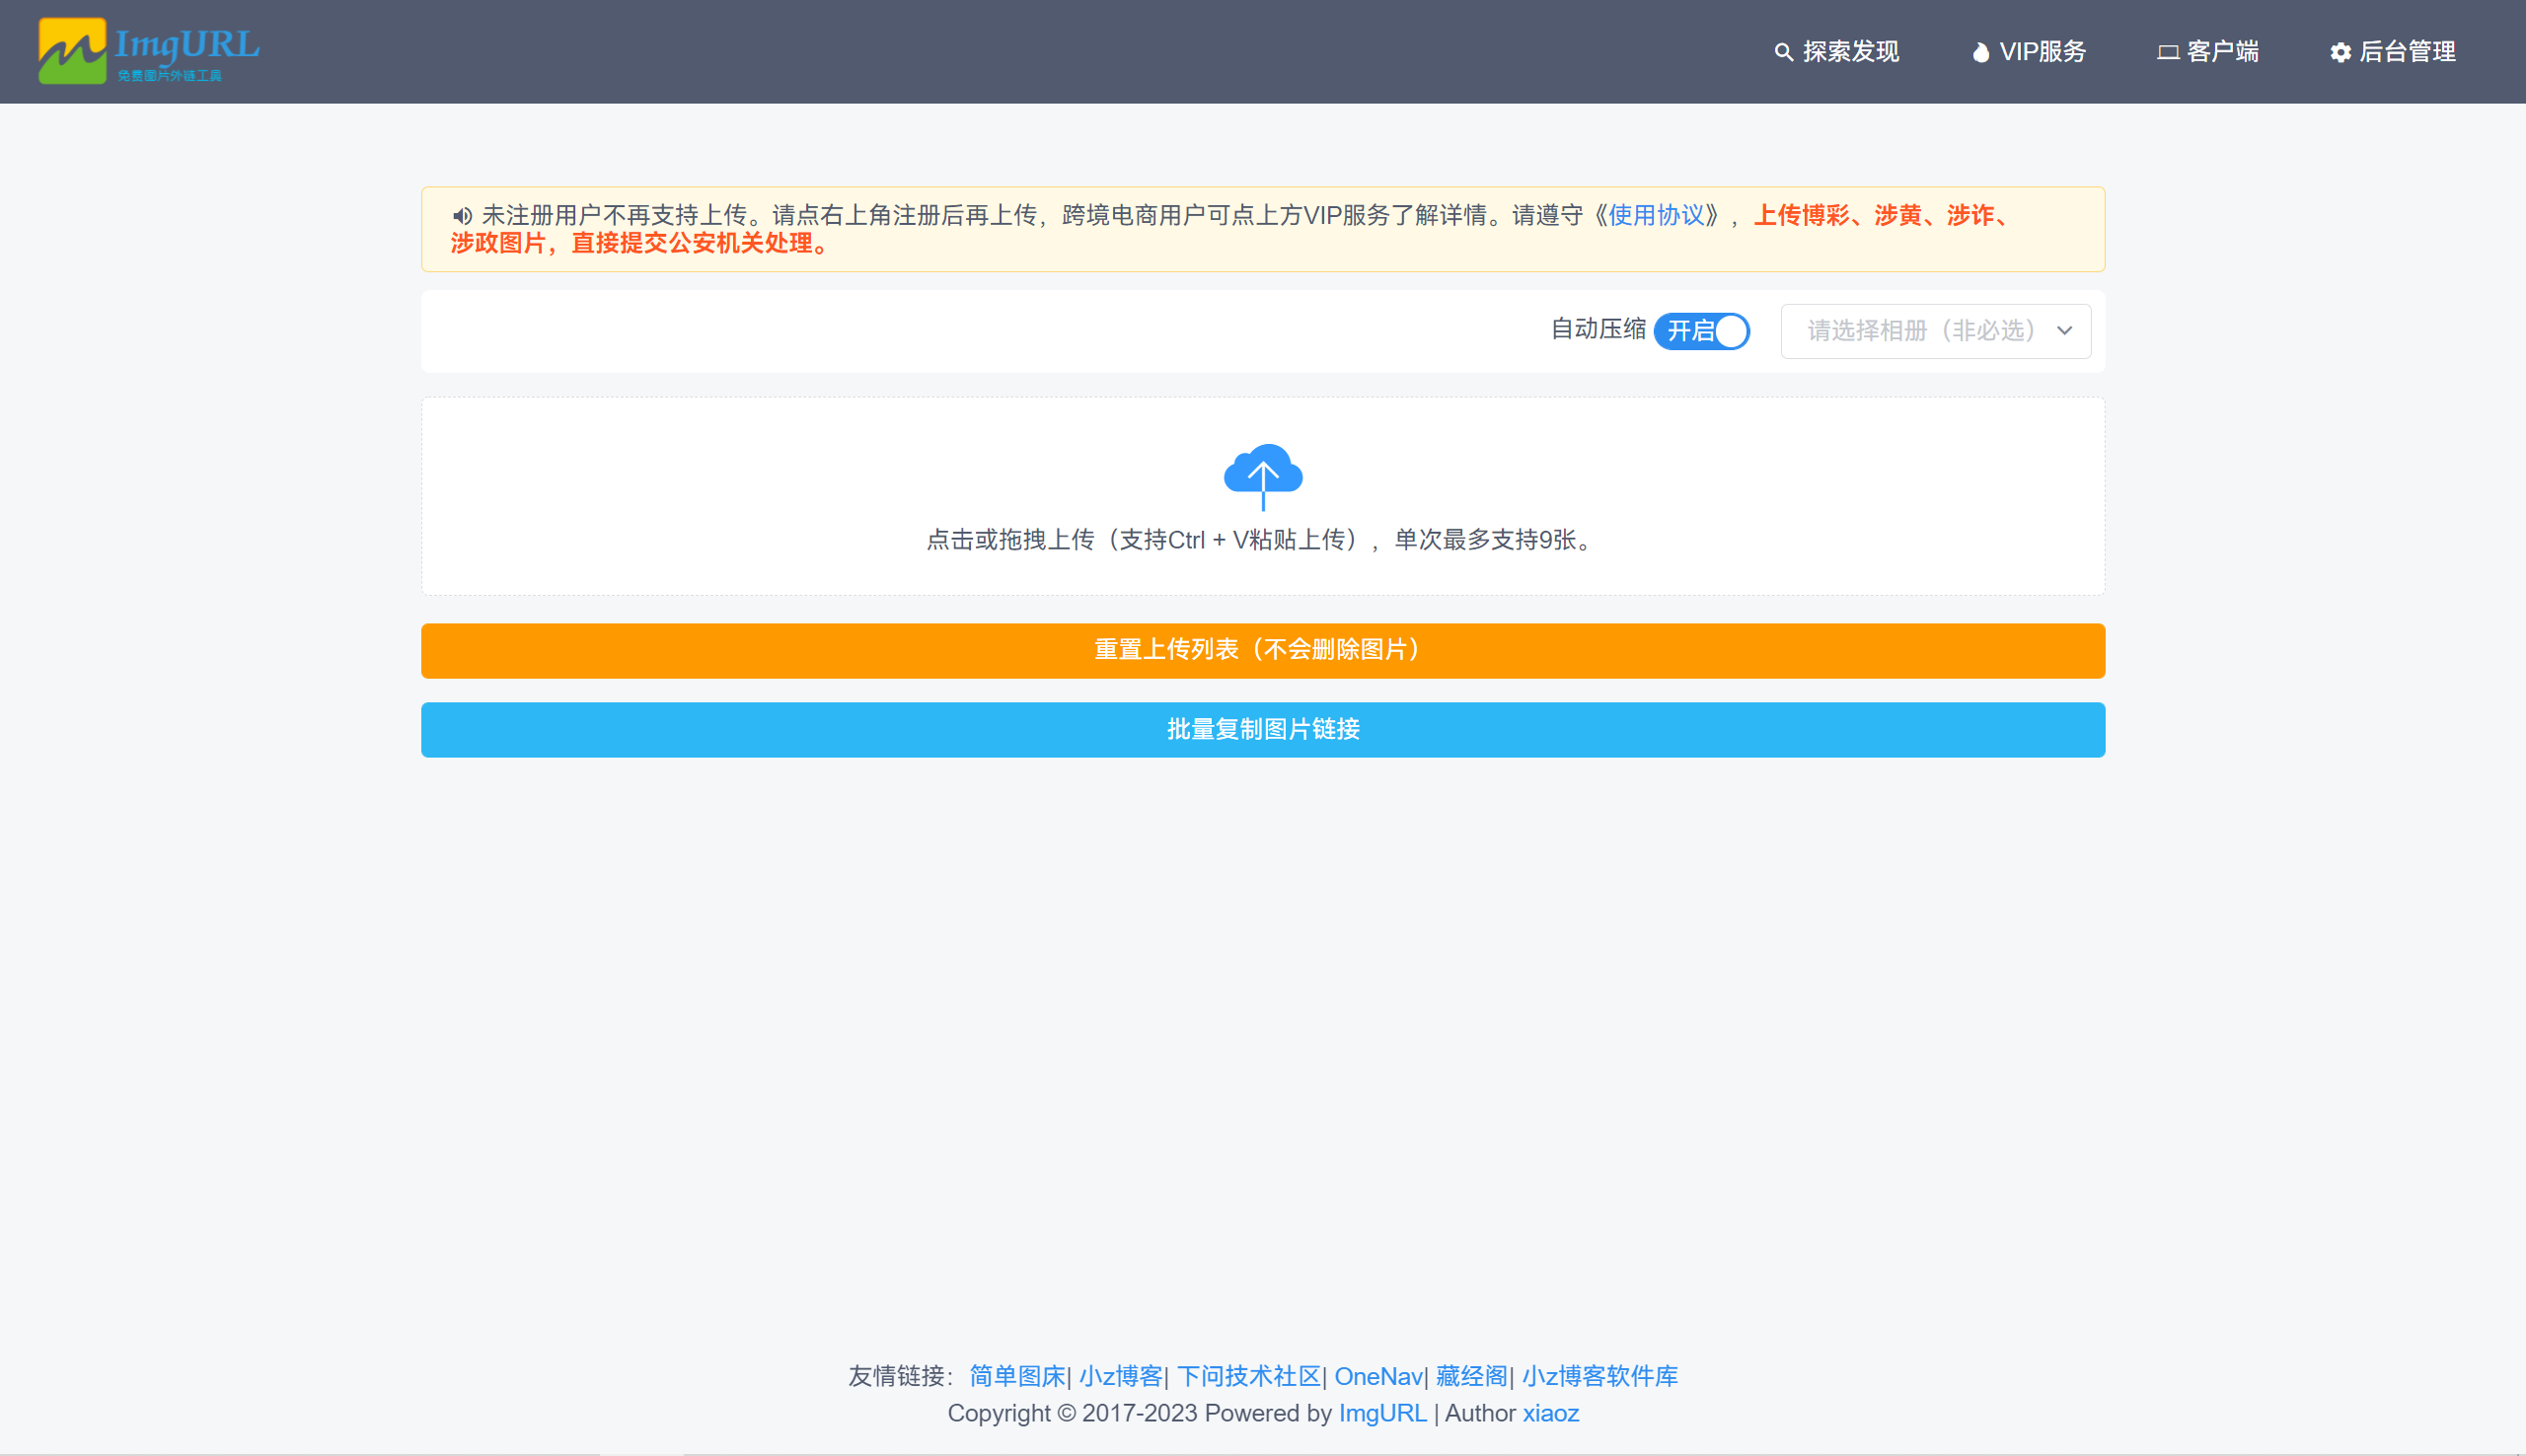 ImgURL
免费图片外链工具
探索发现 VIP服务 客户端 后台管理
未注册用户不再支持上传。请点右上角注册后再上传，跨境电商用户可点上方VIP服务了解详情。请遵守《使用协议》，上传博彩、涉黄、涉诈、
涉政图片，直接提交公安机关处理。
自动压缩 开启 请选择相册（非必选）
点击或拖拽上传（支持Ctrl + V粘贴上传），单次最多支持9张。
重置上传列表（不会删除图片）
批量复制图片链接
友情链接：简单图床| 小z博客| 下问技术社区| OneNav| 藏经阁| 小z博客软件库
Copyright © 2017-2023 Powered by ImgURL | Author xiaoz